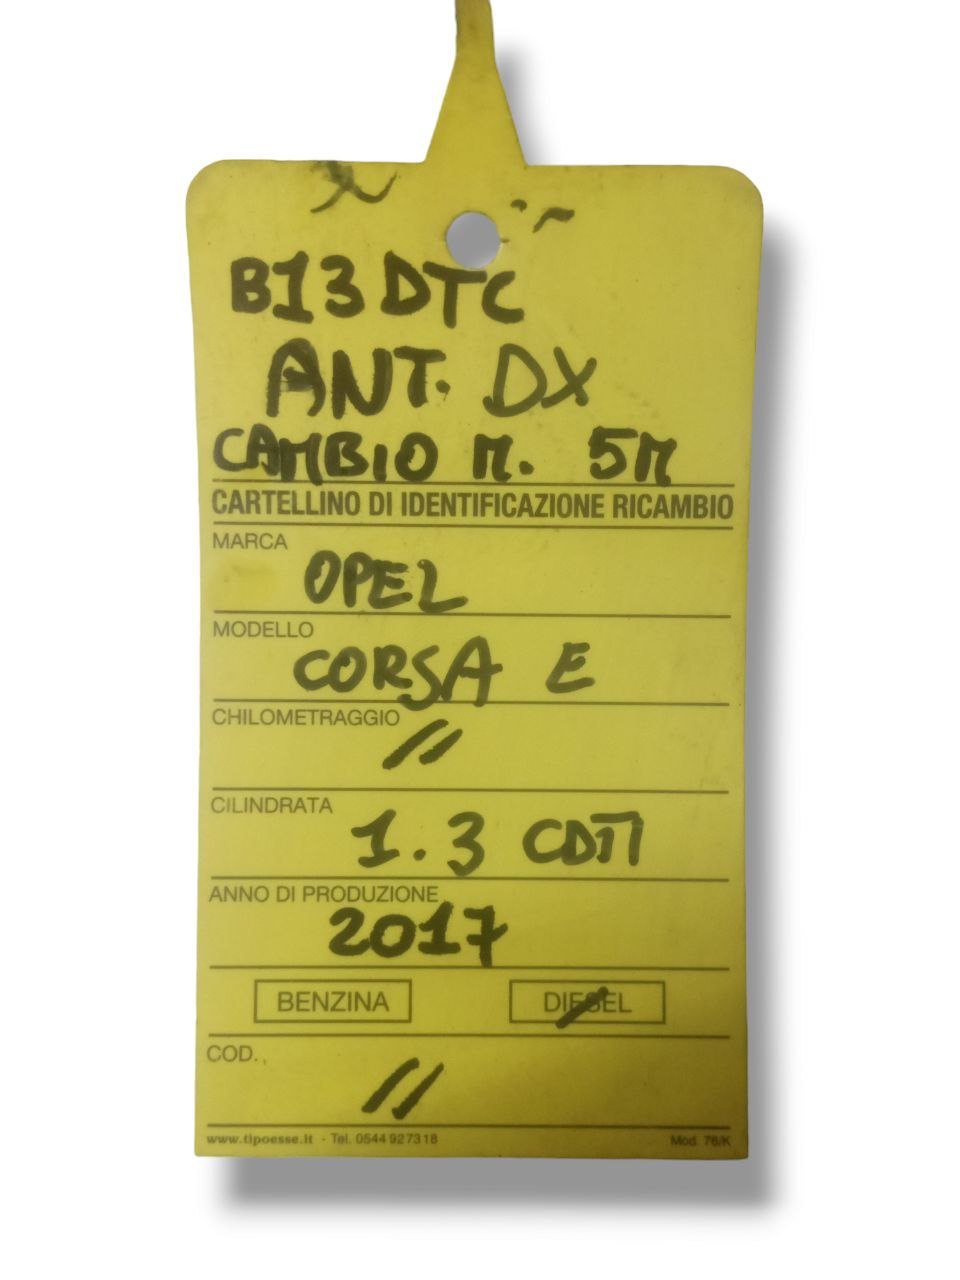 B13DTC
ANT. DX
CAMBIO M. 5M
CARTELLINO DI IDENTIFICAZIONE RICAMBIO
MARCA
OPEL
MODELLO
CORSA E
CHILOMETRAGGIO
//
CILINDRATA
1.3 CDTI
ANNO DI PRODUZIONE
2017
BENZINA DIESEL
COD.
//
www.tipoesse.it - Tel. 0544 927318 Mod. 76/K